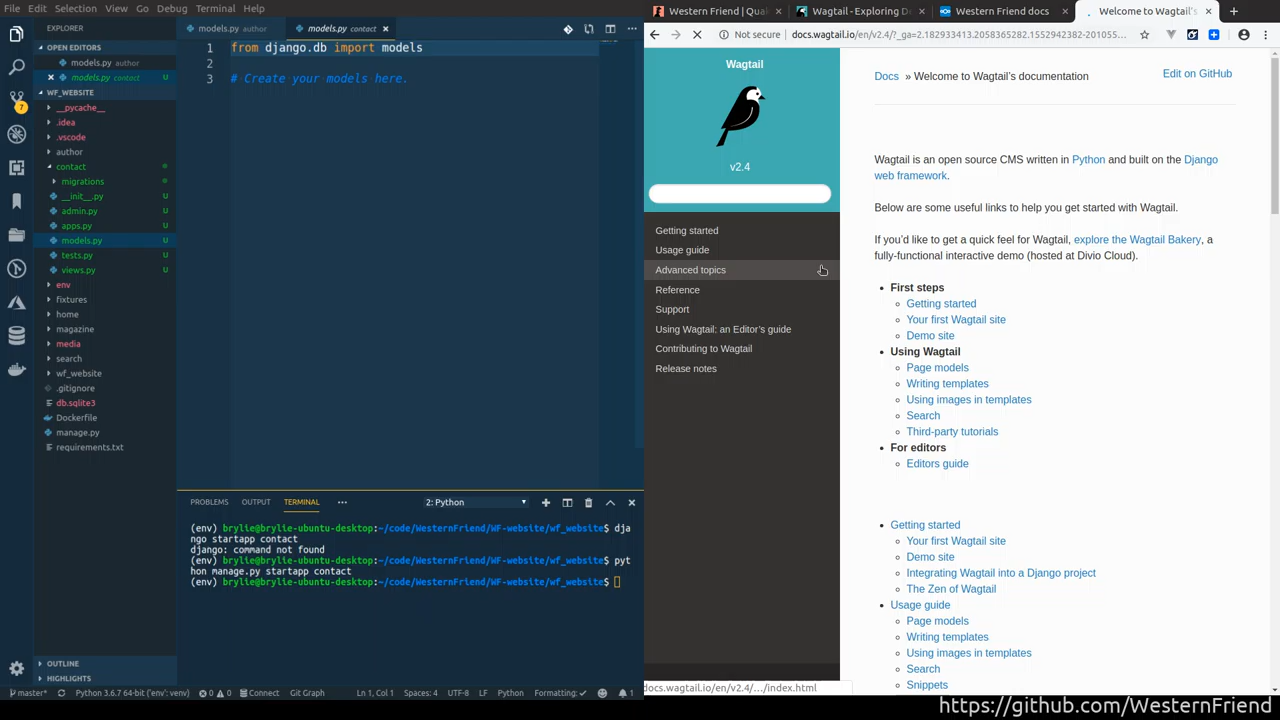 File Edit Selection View Go Debug Terminal Help
EXPLORER
OPEN EDITORS
models.py author
models.py contact
WF_WEBSITE
__pycache__
.idea
.vscode
author
contact
migrations
__init__.py U
admin.py U
apps.py U
models.py U
tests.py U
views.py U
env
fixtures
home
magazine
media
search
wf_website
.gitignore
db.sqlite3
Dockerfile
manage.py
requirements.txt
OUTLINE
HIGHLIGHTS
7
models.py author
models.py contact
1 from django.db import models
2
3 # Create your models here.
PROBLEMS OUTPUT TERMINAL
2: Python
(env) brylie@brylie-ubuntu-desktop:~/code/WesternFriend/WF-website/wf_website$ dja
ngo startapp contact
django: command not found
(env) brylie@brylie-ubuntu-desktop:~/code/WesternFriend/WF-website/wf_website$ pyt
hon manage.py startapp contact
(env) brylie@brylie-ubuntu-desktop:~/code/WesternFriend/WF-website/wf_website$
master* Python 3.6.7 64-bit ('env': venv) 0 0 Connect Git Graph Ln 1, Col 1 Spaces: 4 UTF-8 LF Python Formatting: ✓ 1
Western Friend | Quak
Wagtail - Exploring D
Western Friend docs
Welcome to Wagtail's
Not secure docs.wagtail.io/en/v2.4/?_ga=2.182933413.2058365282.1552942382-201055
Wagtail
v2.4
Getting started
Usage guide
Advanced topics
Reference
Support
Using Wagtail: an Editor's guide
Contributing to Wagtail
Release notes
docs.wagtail.io/en/v2.4/.../index.html
Docs » Welcome to Wagtail's documentation
Edit on GitHub
Wagtail is an open source CMS written in Python and built on the Django
web framework.
Below are some useful links to help you get started with Wagtail.
If you'd like to get a quick feel for Wagtail, explore the Wagtail Bakery, a
fully-functional interactive demo (hosted at Divio Cloud).
First steps
Getting started
Your first Wagtail site
Demo site
Using Wagtail
Page models
Writing templates
Using images in templates
Search
Third-party tutorials
For editors
Editors guide
Getting started
Your first Wagtail site
Demo site
Integrating Wagtail into a Django project
The Zen of Wagtail
Usage guide
Page models
Writing templates
Using images in templates
Search
Snippets
https://github.com/WesternFriend